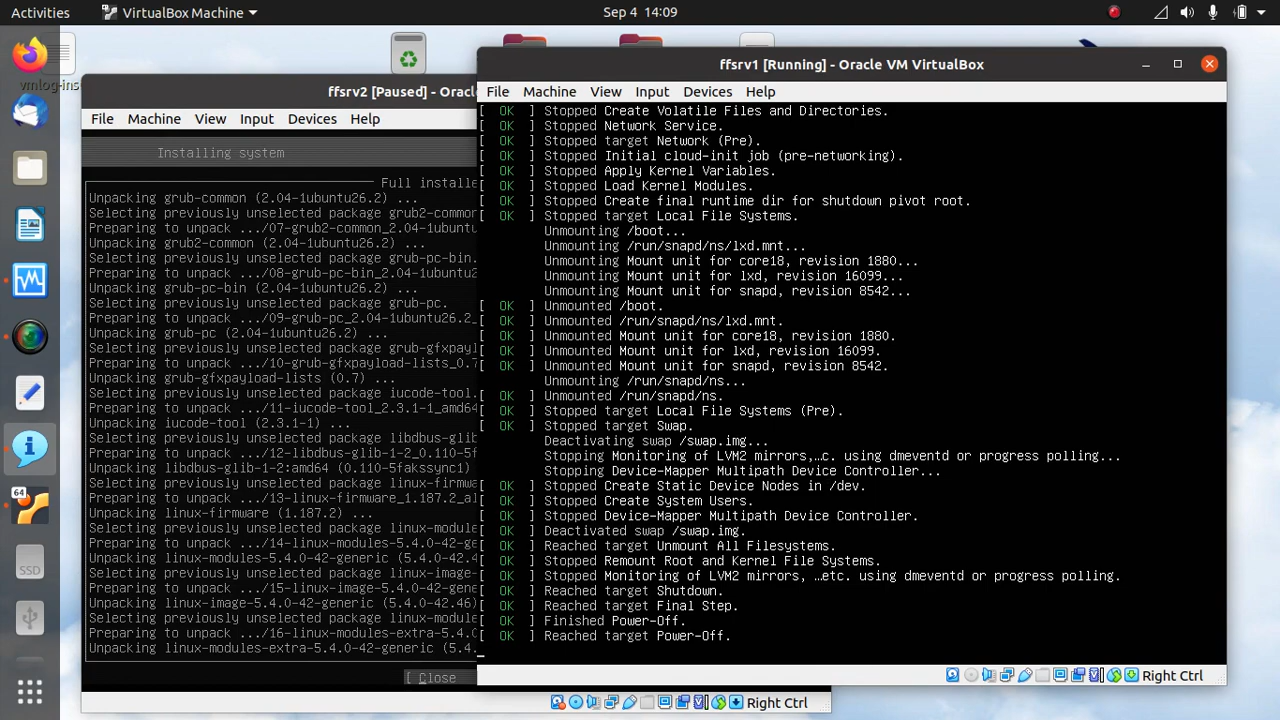 Activities
VirtualBox Machine
Sep 4 14:09
vmlog-ins
64
SSD
ffsrv2 [Paused] - Oracl
File Machine View Input Devices Help
Installing system
Full installe
Unpacking grub-common (2.04-1ubuntu26.2) ...
Selecting previously unselected package grub2-common
Preparing to unpack .../07-grub2-common_2.04-1ubuntu
Unpacking grub2-common (2.04-1ubuntu26.2) ...
Selecting previously unselected package grub-pc-bin.
Preparing to unpack .../08-grub-pc-bin_2.04-1ubuntu2
Unpacking grub-pc-bin (2.04-1ubuntu26.2) ...
Selecting previously unselected package grub-pc.
Preparing to unpack .../09-grub-pc_2.04-1ubuntu26.2_
Unpacking grub-pc (2.04-1ubuntu26.2) ...
Selecting previously unselected package grub-gfxpayl
Preparing to unpack .../10-grub-gfxpayload-lists_0.7
Unpacking grub-gfxpayload-lists (0.7) ...
Selecting previously unselected package iucode-tool.
Preparing to unpack .../11-iucode-tool_2.3.1-1_amd64
Unpacking iucode-tool (2.3.1-1) ...
Selecting previously unselected package libdbus-glib
Preparing to unpack .../12-libdbus-glib-1-2_0.110-5f
Unpacking libdbus-glib-1-2:amd64 (0.110-5fakssync1)
Selecting previously unselected package linux-firmwa
Preparing to unpack .../13-linux-firmware_1.187.2_al
Unpacking linux-firmware (1.187.2) ...
Selecting previously unselected package linux-module
Preparing to unpack .../14-linux-modules-5.4.0-42-ge
Unpacking linux-modules-5.4.0-42-generic (5.4.0-42.4
Selecting previously unselected package linux-image-
Preparing to unpack .../15-linux-image-5.4.0-42-gene
Unpacking linux-image-5.4.0-42-generic (5.4.0-42.46)
Selecting previously unselected package linux-module
Preparing to unpack .../16-linux-modules-extra-5.4.0
Unpacking linux-modules-extra-5.4.0-42-generic (5.4.
[ Close
Right Ctrl
ffsrv1 [Running] - Oracle VM VirtualBox
File Machine View Input Devices Help
[ OK ] Stopped Create Volatile Files and Directories.
[ OK ] Stopped Network Service.
[ OK ] Stopped target Network (Pre).
[ OK ] Stopped Initial cloud-init job (pre-networking).
[ OK ] Stopped Apply Kernel Variables.
[ OK ] Stopped Load Kernel Modules.
[ OK ] Stopped Create final runtime dir for shutdown pivot root.
[ OK ] Stopped target Local File Systems.
Unmounting /boot...
Unmounting /run/snapd/ns/lxd.mnt...
Unmounting Mount unit for core18, revision 1880...
Unmounting Mount unit for lxd, revision 16099...
Unmounting Mount unit for snapd, revision 8542...
[ OK ] Unmounted /boot.
[ OK ] Unmounted /run/snapd/ns/lxd.mnt.
[ OK ] Unmounted Mount unit for core18, revision 1880.
[ OK ] Unmounted Mount unit for lxd, revision 16099.
[ OK ] Unmounted Mount unit for snapd, revision 8542.
Unmounting /run/snapd/ns...
[ OK ] Unmounted /run/snapd/ns.
[ OK ] Stopped target Local File Systems (Pre).
[ OK ] Stopped target Swap.
Deactivating swap /swap.img...
Stopping Monitoring of LVM2 mirrors,…c. using dmeventd or progress polling...
Stopping Device-Mapper Multipath Device Controller...
[ OK ] Stopped Create Static Device Nodes in /dev.
[ OK ] Stopped Create System Users.
[ OK ] Stopped Device-Mapper Multipath Device Controller.
[ OK ] Deactivated swap /swap.img.
[ OK ] Reached target Unmount All Filesystems.
[ OK ] Stopped Remount Root and Kernel File Systems.
[ OK ] Stopped Monitoring of LVM2 mirrors, …etc. using dmeventd or progress polling.
[ OK ] Reached target Shutdown.
[ OK ] Reached target Final Step.
[ OK ] Finished Power-Off.
[ OK ] Reached target Power-Off.
Right Ctrl